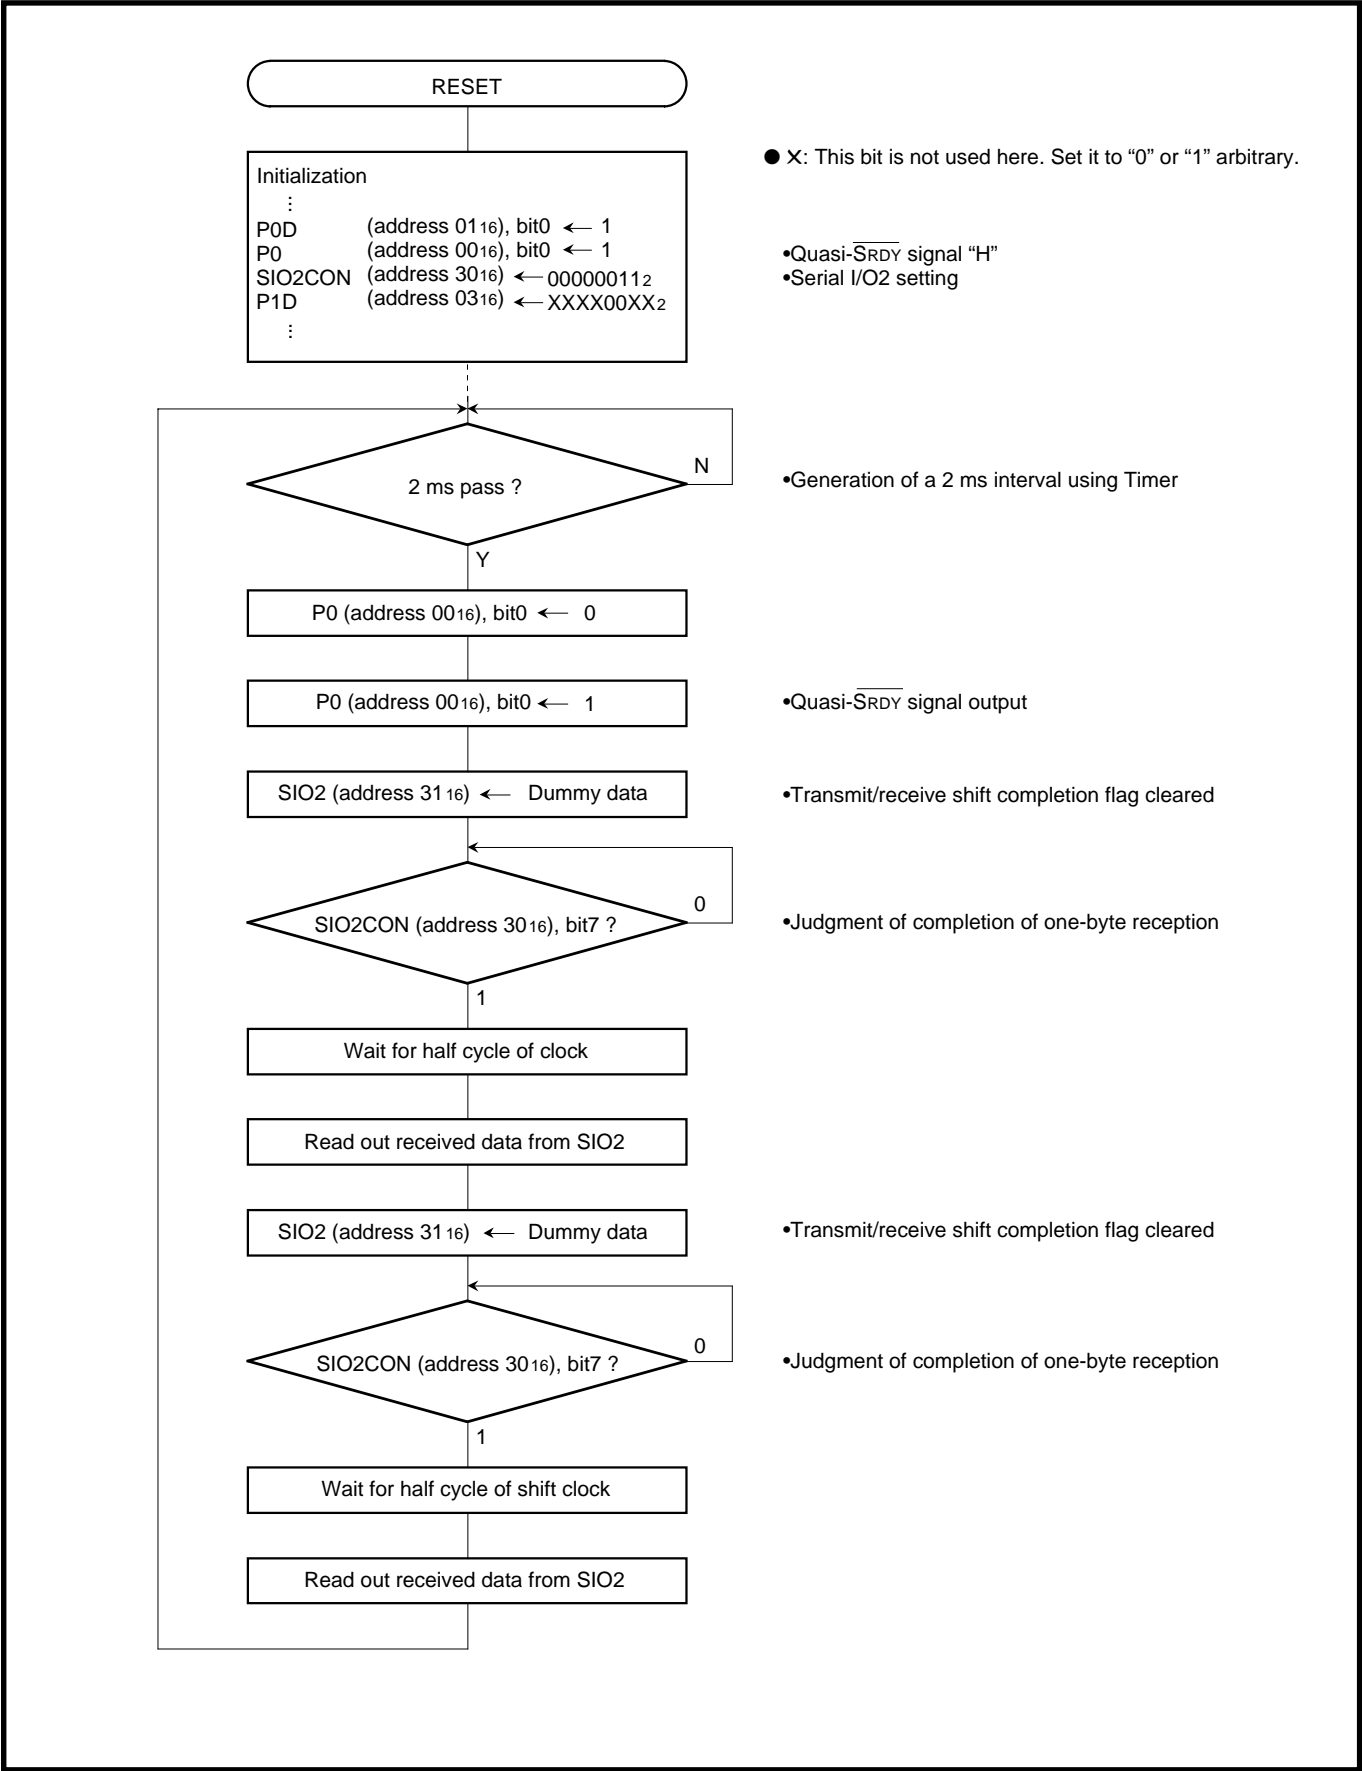 RESET
● X: This bit is not used here. Set it to “0” or “1” arbitrary.
Initialization
⋮
P0D (address 0116), bit0 ← 1
P0 (address 0016), bit0 ← 1 •Quasi-SRDY signal “H”
SIO2CON (address 3016) ← 000000112 •Serial I/O2 setting
P1D (address 0316) ← XXXX00XX2
⋮
2 ms pass ? N •Generation of a 2 ms interval using Timer
Y
P0 (address 0016), bit0 ← 0
P0 (address 0016), bit0 ← 1 •Quasi-SRDY signal output
SIO2 (address 3116) ← Dummy data •Transmit/receive shift completion flag cleared
SIO2CON (address 3016), bit7 ? 0 •Judgment of completion of one-byte reception
1
Wait for half cycle of clock
Read out received data from SIO2
SIO2 (address 3116) ← Dummy data •Transmit/receive shift completion flag cleared
SIO2CON (address 3016), bit7 ? 0 •Judgment of completion of one-byte reception
1
Wait for half cycle of shift clock
Read out received data from SIO2